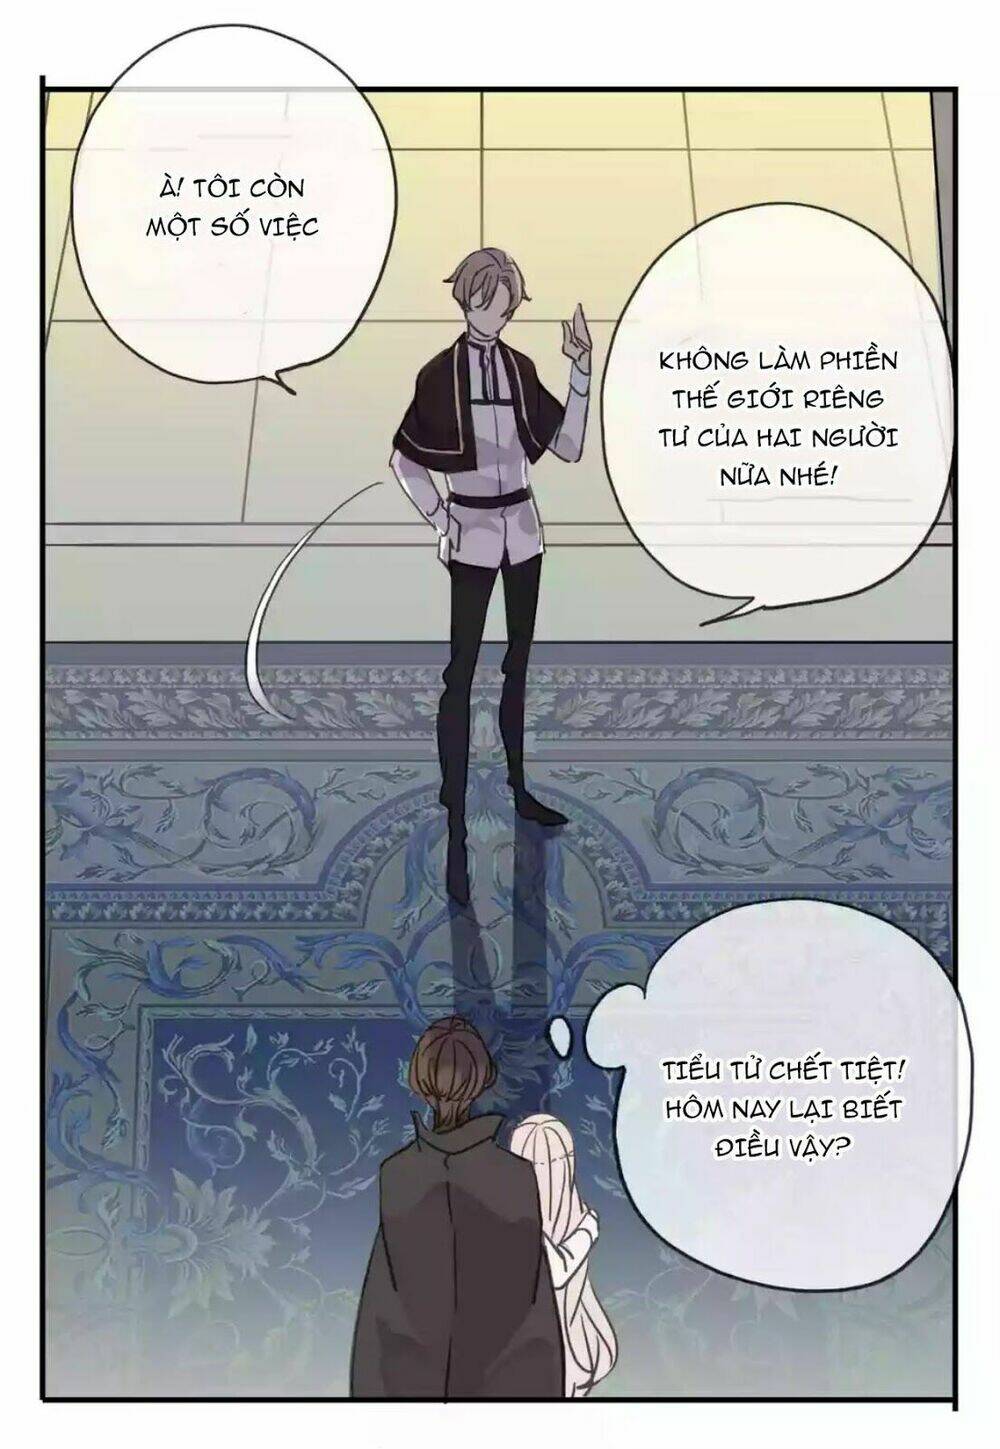 À! TÔI CÒN
MỘT SỐ VIỆC
KHÔNG LÀM PHIỀN
THẾ GIỚI RIÊNG
TƯ CỦA HAI NGƯỜI
NỮA NHÉ!
TIỂU TỬ CHẾT TIỆT!
HÔM NAY LẠI BIẾT
ĐIỀU VẬY?